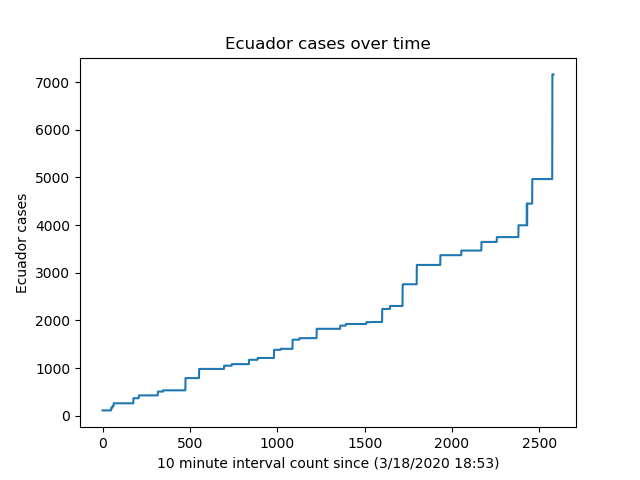 Ecuador cases over time
Ecuador cases
7000
6000
5000
4000
3000
2000
1000
0
0 500 1000 1500 2000 2500
10 minute interval count since (3/18/2020 18:53)